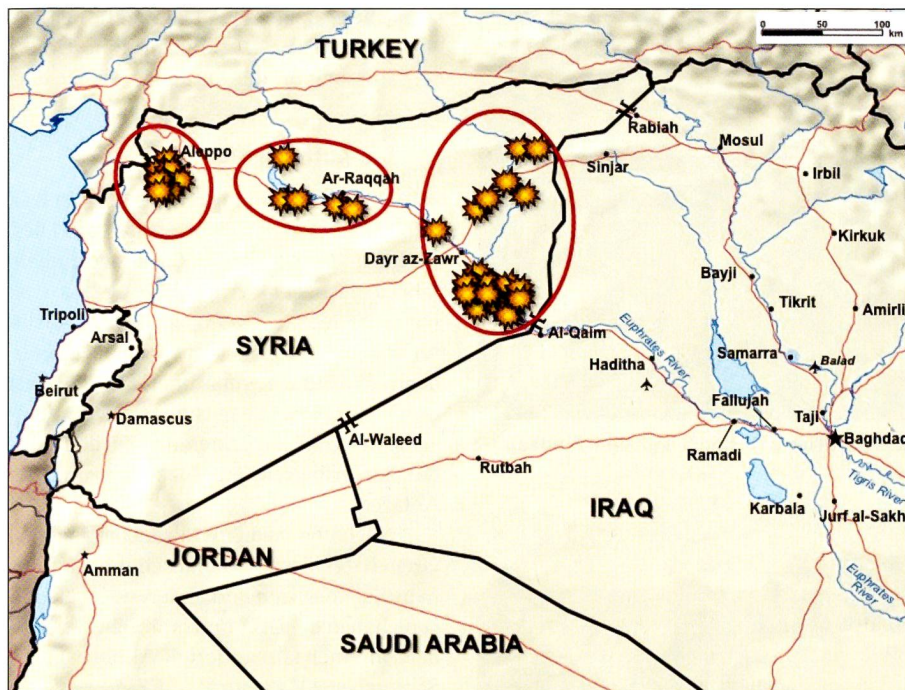 0 50 100
km
TURKEY
Aleppo
Rabiah
Mosul
Sinjar
Irbil
Ar-Raqqah
Kirkuk
Dayr az-Zawr
Bayji
Tikrit
Amirli
Tripoli
Arsal
SYRIA
Al-Qaim
Euphrates River
Haditha
Samarra
Balad
Beirut
Damascus
Fallujah
Taji
Al-Waleed
Baghdad
Ramadi
Rutbah
Tigris River
IRAQ
Karbala
Jurf al-Sakh
JORDAN
Amman
Euphrates
River
SAUDI ARABIA